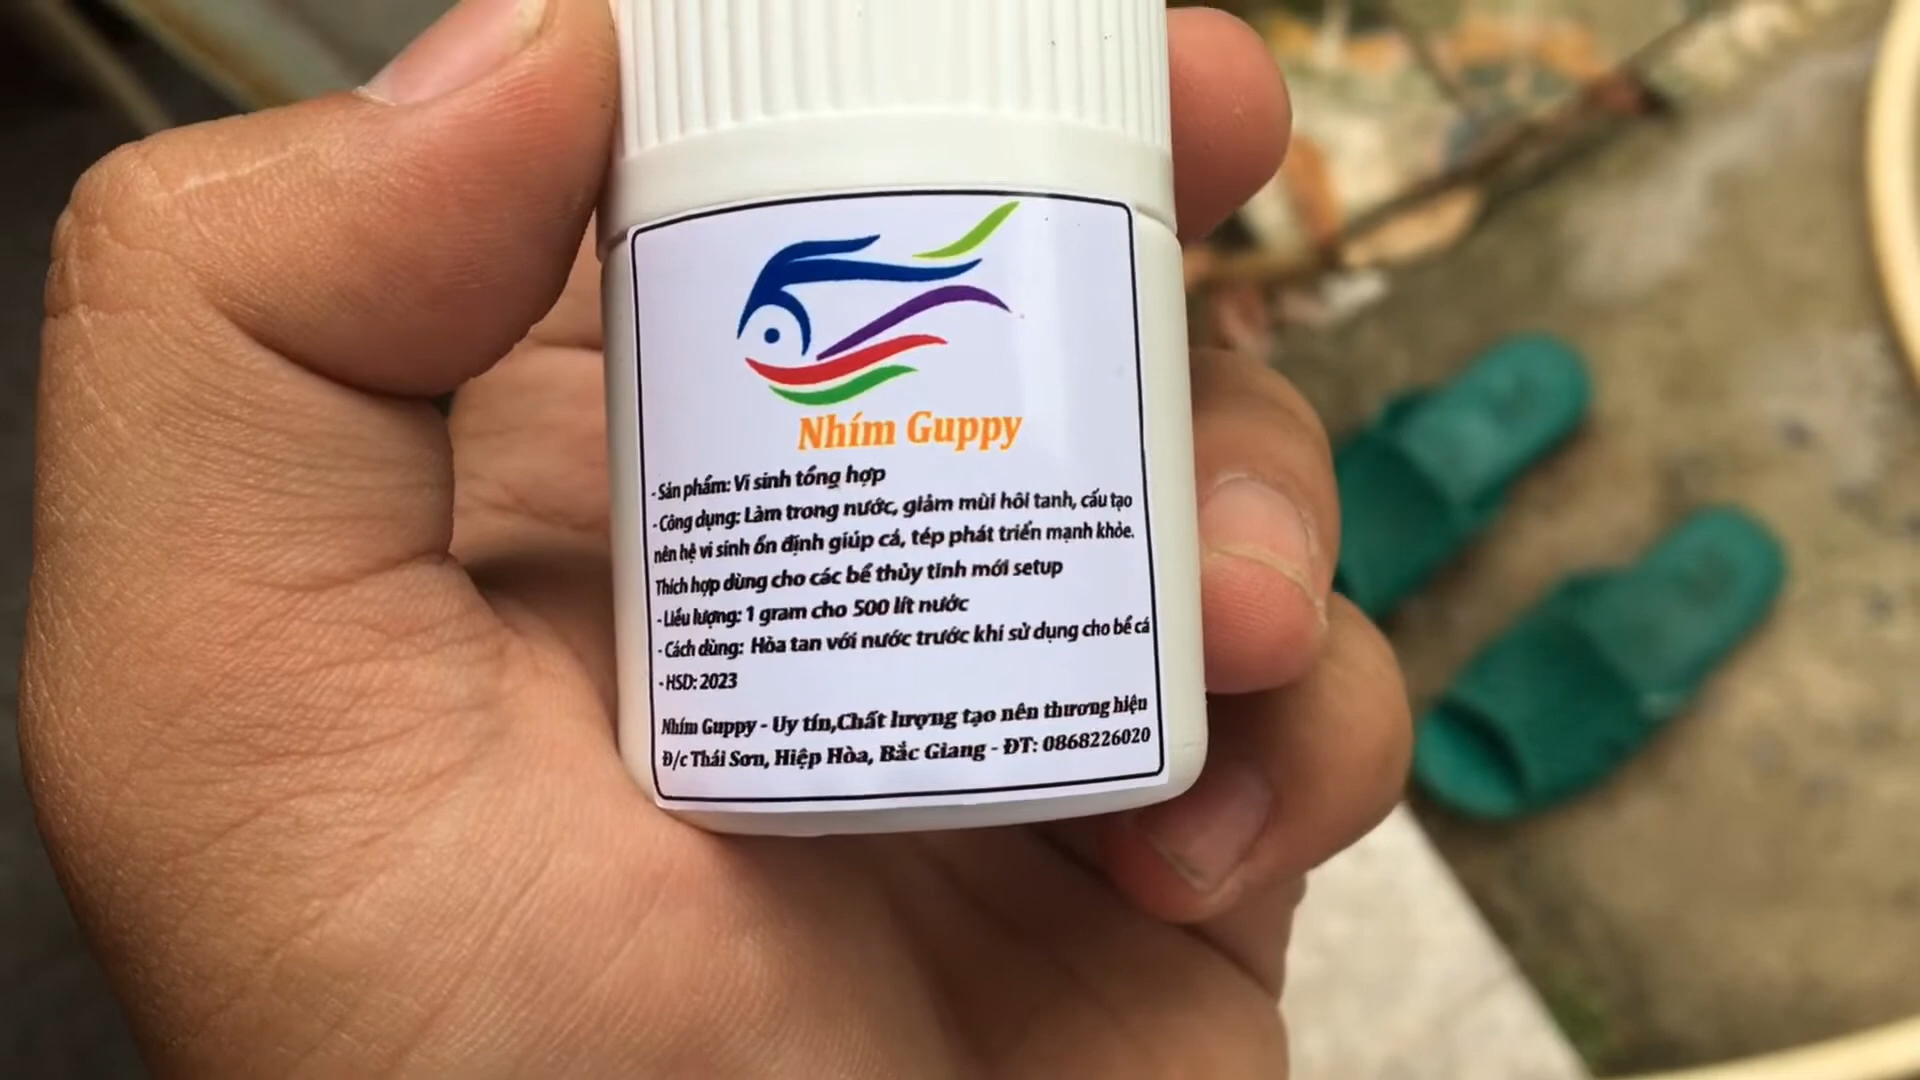 Nhím Guppy
- Sản phẩm: Vi sinh tổng hợp
- Công dụng: Làm trong nước, giảm mùi hôi tanh, cấu tạo
nên hệ vi sinh ổn định giúp cá, tép phát triển mạnh khỏe.
Thích hợp dùng cho các bể thủy tinh mới setup
- Liều lượng: 1 gram cho 500 lít nước
- Cách dùng: Hòa tan với nước trước khi sử dụng cho bể cá
- HSD: 2023
Nhím Guppy - Uy tín,Chất lượng tạo nên thương hiệu
Đ/c Thái Sơn, Hiệp Hòa, Bắc Giang - ĐT: 0868226020